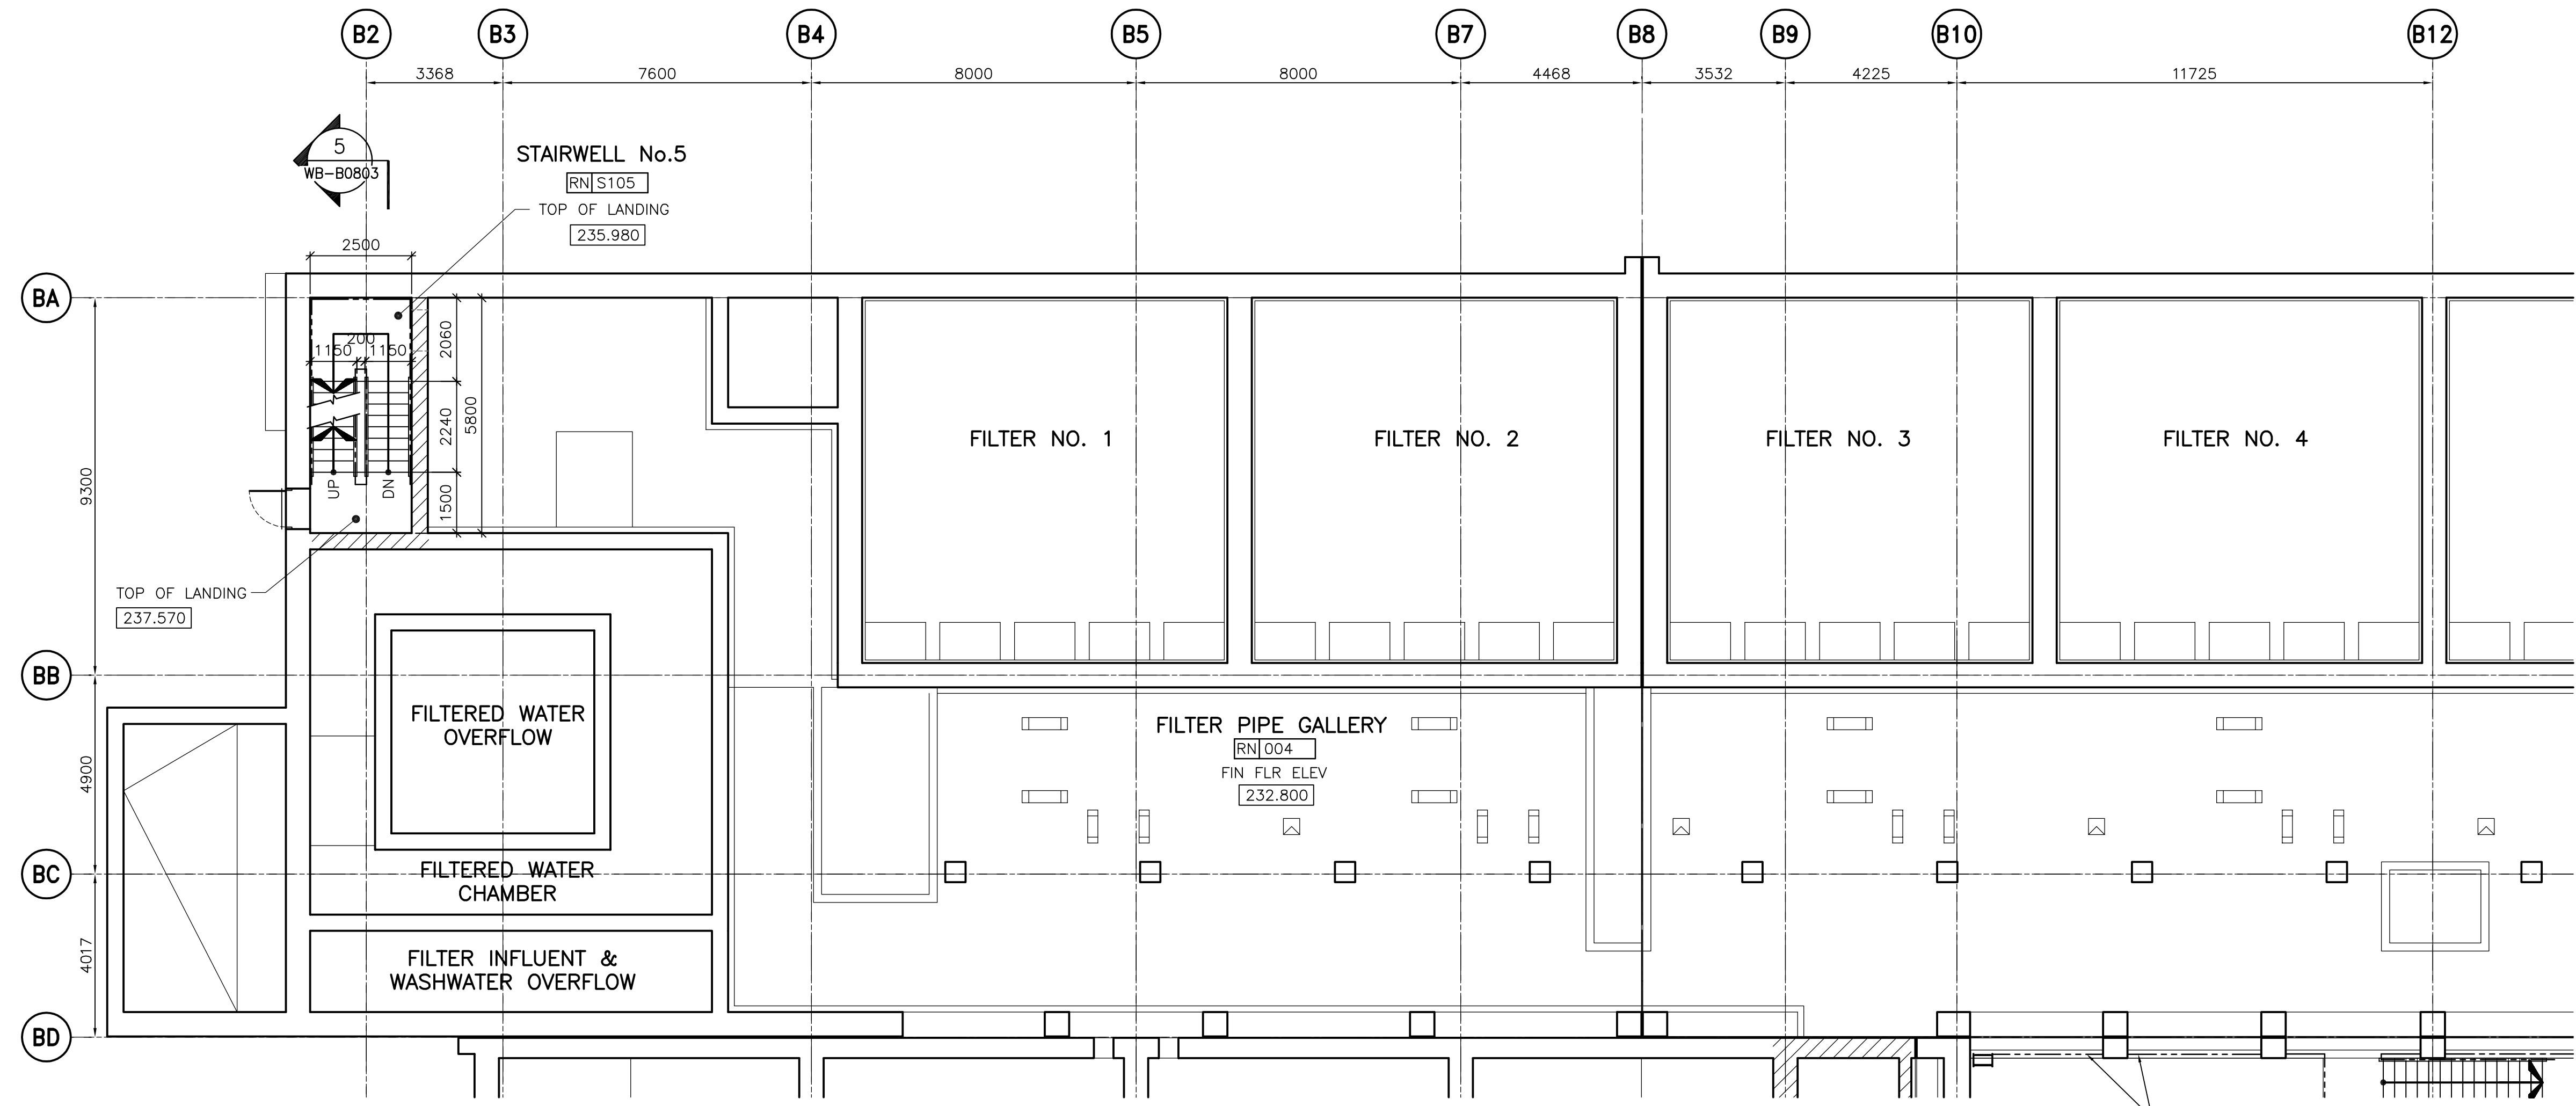 B2
B3
B4
B5
B7
B8
B9
B10
B12
3368
7600
8000
8000
4468
3532
4225
11725
5
WB-B0803
STAIRWELL No.5
RN S105
TOP OF LANDING
235.980
2500
BA
200
1150
1150
2060
2240
5800
1500
UP
DN
9300
FILTER NO. 1
FILTER NO. 2
FILTER NO. 3
FILTER NO. 4
TOP OF LANDING
237.570
BB
FILTERED WATER
OVERFLOW
FILTER PIPE GALLERY
RN 004
FIN FLR ELEV
232.800
4900
BC
FILTERED WATER
CHAMBER
4017
FILTER INFLUENT &
WASHWATER OVERFLOW
BD